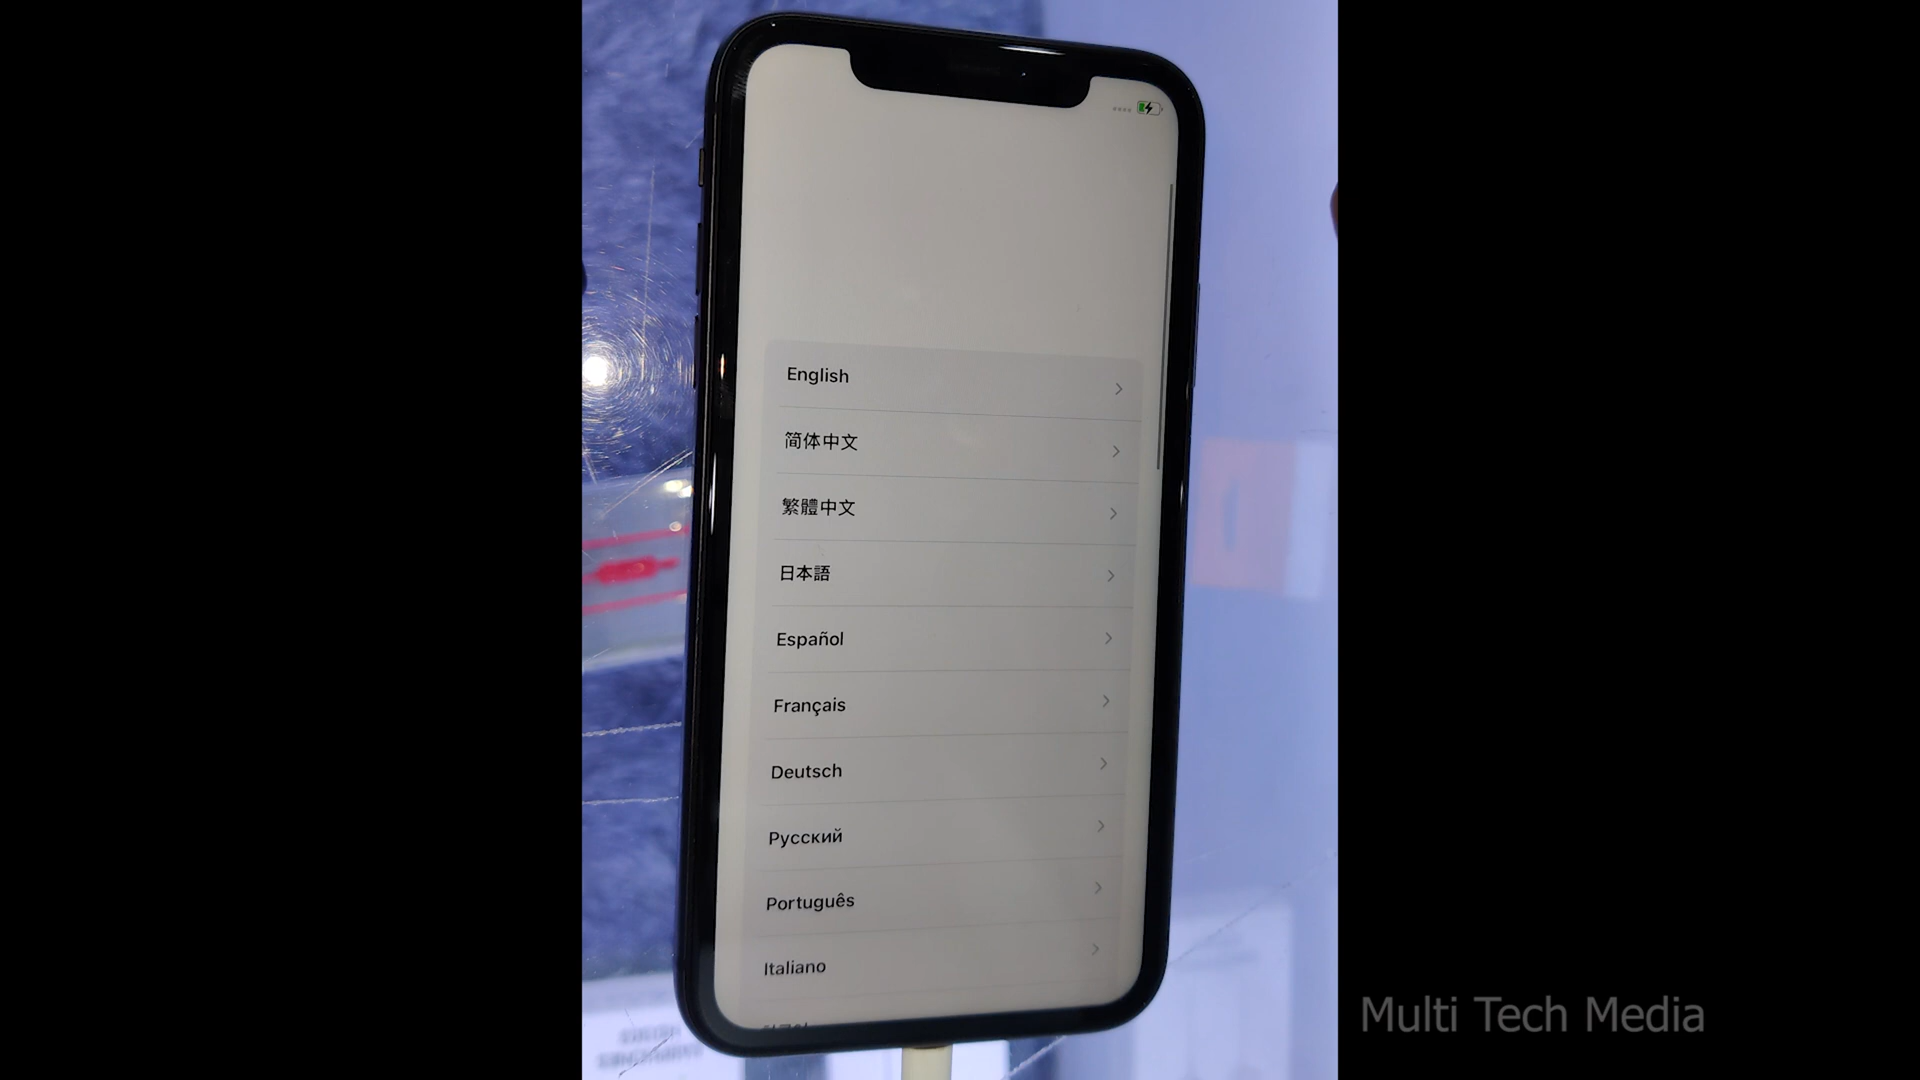 English
简体中文
繁體中文
日本語
Español
Français
Deutsch
Русский
Português
Italiano
Multi Tech Media